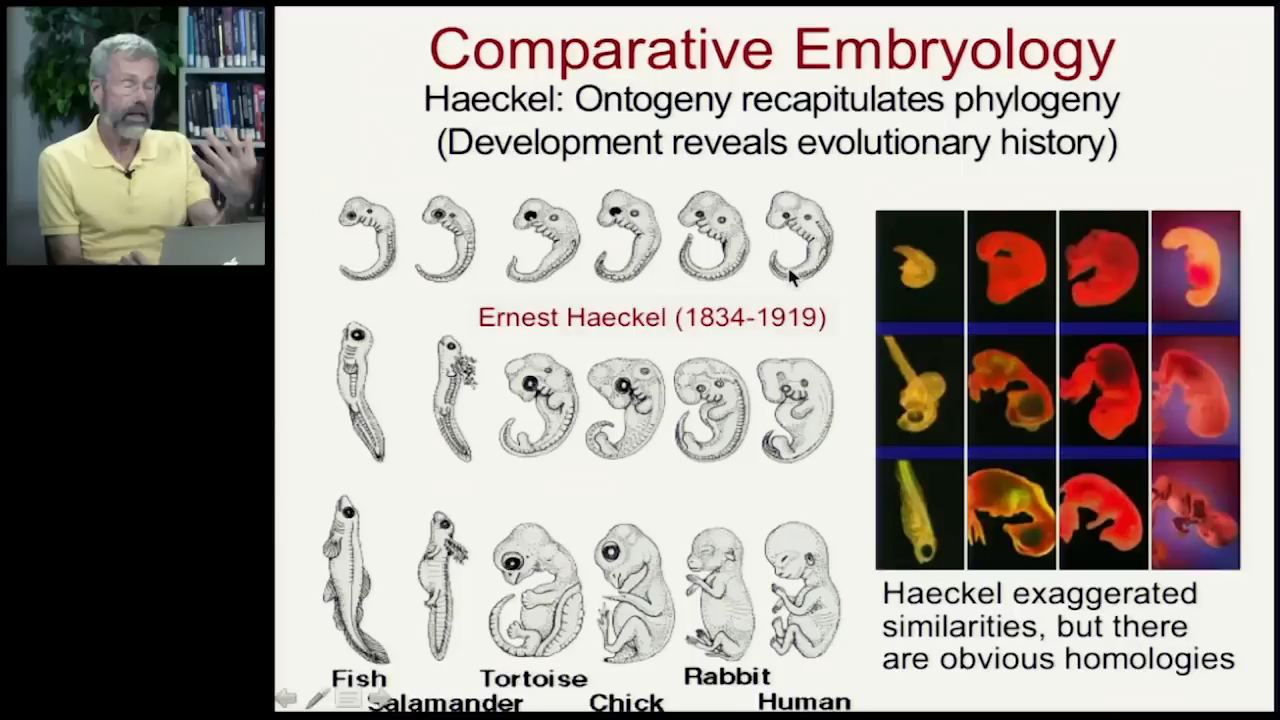 Comparative Embryology
Haeckel: Ontogeny recapitulates phylogeny
(Development reveals evolutionary history)
Ernest Haeckel (1834-1919)
Haeckel exaggerated
similarities, but there
are obvious homologies
Fish
Salamander
Tortoise
Chick
Rabbit
Human